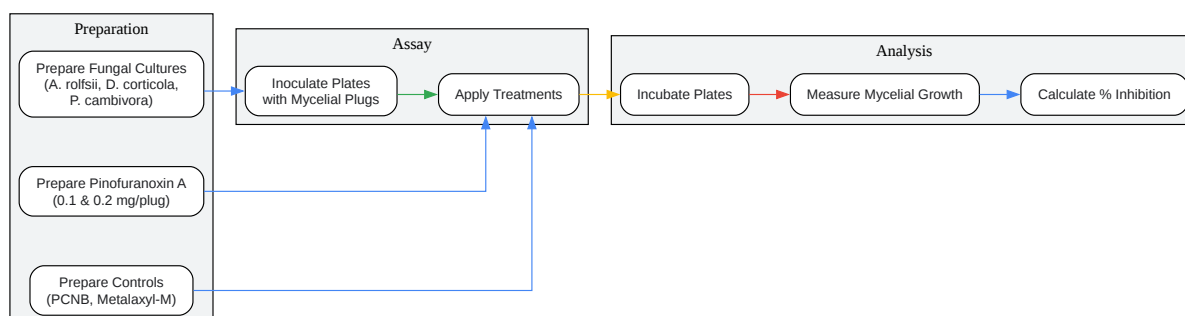 Preparation
Prepare Fungal Cultures
(A. rolfsii, D. corticola,
P. cambivora)
Prepare Pinofuranoxin A
(0.1 & 0.2 mg/plug)
Prepare Controls
(PCNB, Metalaxyl-M)
Assay
Inoculate Plates
with Mycelial Plugs
Apply Treatments
Analysis
Incubate Plates
Measure Mycelial Growth
Calculate % Inhibition